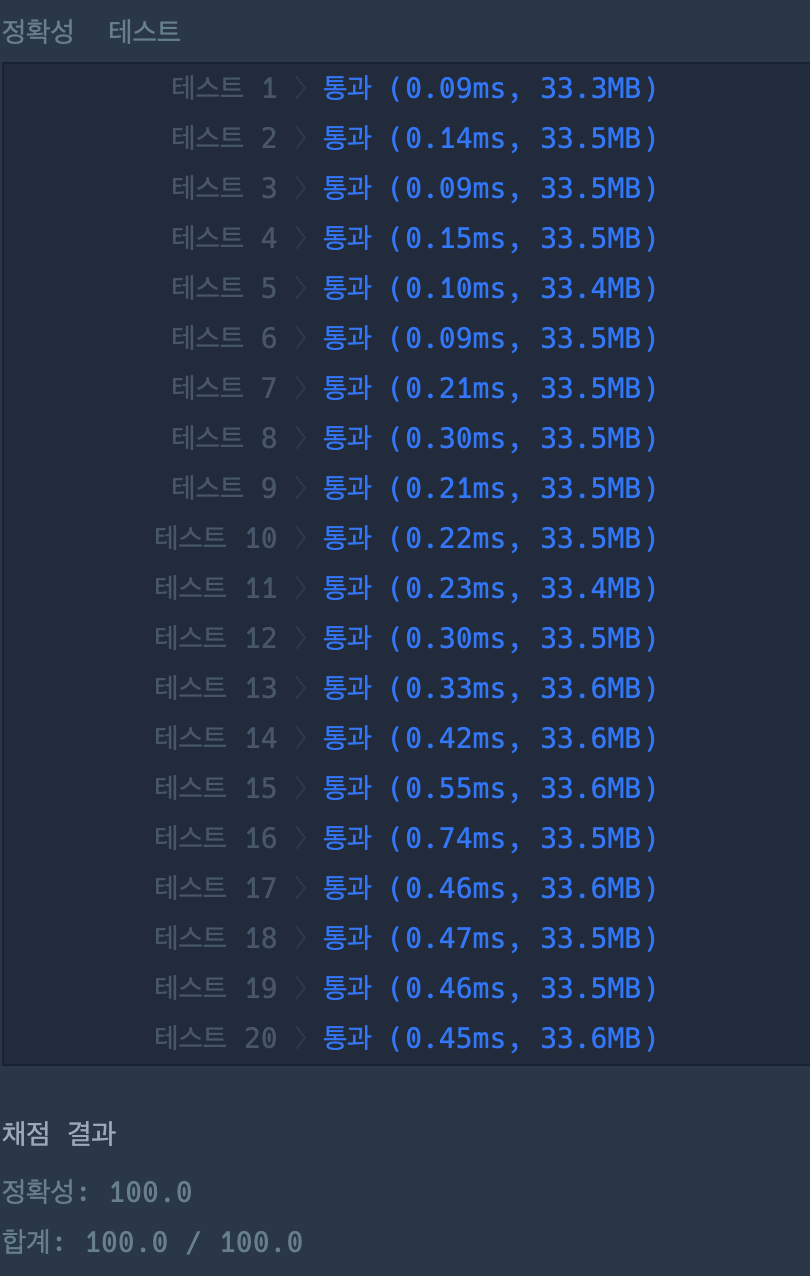 정확성 테스트
테스트 1 〉 통과 (0.09ms, 33.3MB)
테스트 2 〉 통과 (0.14ms, 33.5MB)
테스트 3 〉 통과 (0.09ms, 33.5MB)
테스트 4 〉 통과 (0.15ms, 33.5MB)
테스트 5 〉 통과 (0.10ms, 33.4MB)
테스트 6 〉 통과 (0.09ms, 33.5MB)
테스트 7 〉 통과 (0.21ms, 33.5MB)
테스트 8 〉 통과 (0.30ms, 33.5MB)
테스트 9 〉 통과 (0.21ms, 33.5MB)
테스트 10 〉 통과 (0.22ms, 33.5MB)
테스트 11 〉 통과 (0.23ms, 33.4MB)
테스트 12 〉 통과 (0.30ms, 33.5MB)
테스트 13 〉 통과 (0.33ms, 33.6MB)
테스트 14 〉 통과 (0.42ms, 33.6MB)
테스트 15 〉 통과 (0.55ms, 33.6MB)
테스트 16 〉 통과 (0.74ms, 33.5MB)
테스트 17 〉 통과 (0.46ms, 33.6MB)
테스트 18 〉 통과 (0.47ms, 33.5MB)
테스트 19 〉 통과 (0.46ms, 33.5MB)
테스트 20 〉 통과 (0.45ms, 33.6MB)
채점 결과
정확성: 100.0
합계: 100.0 / 100.0